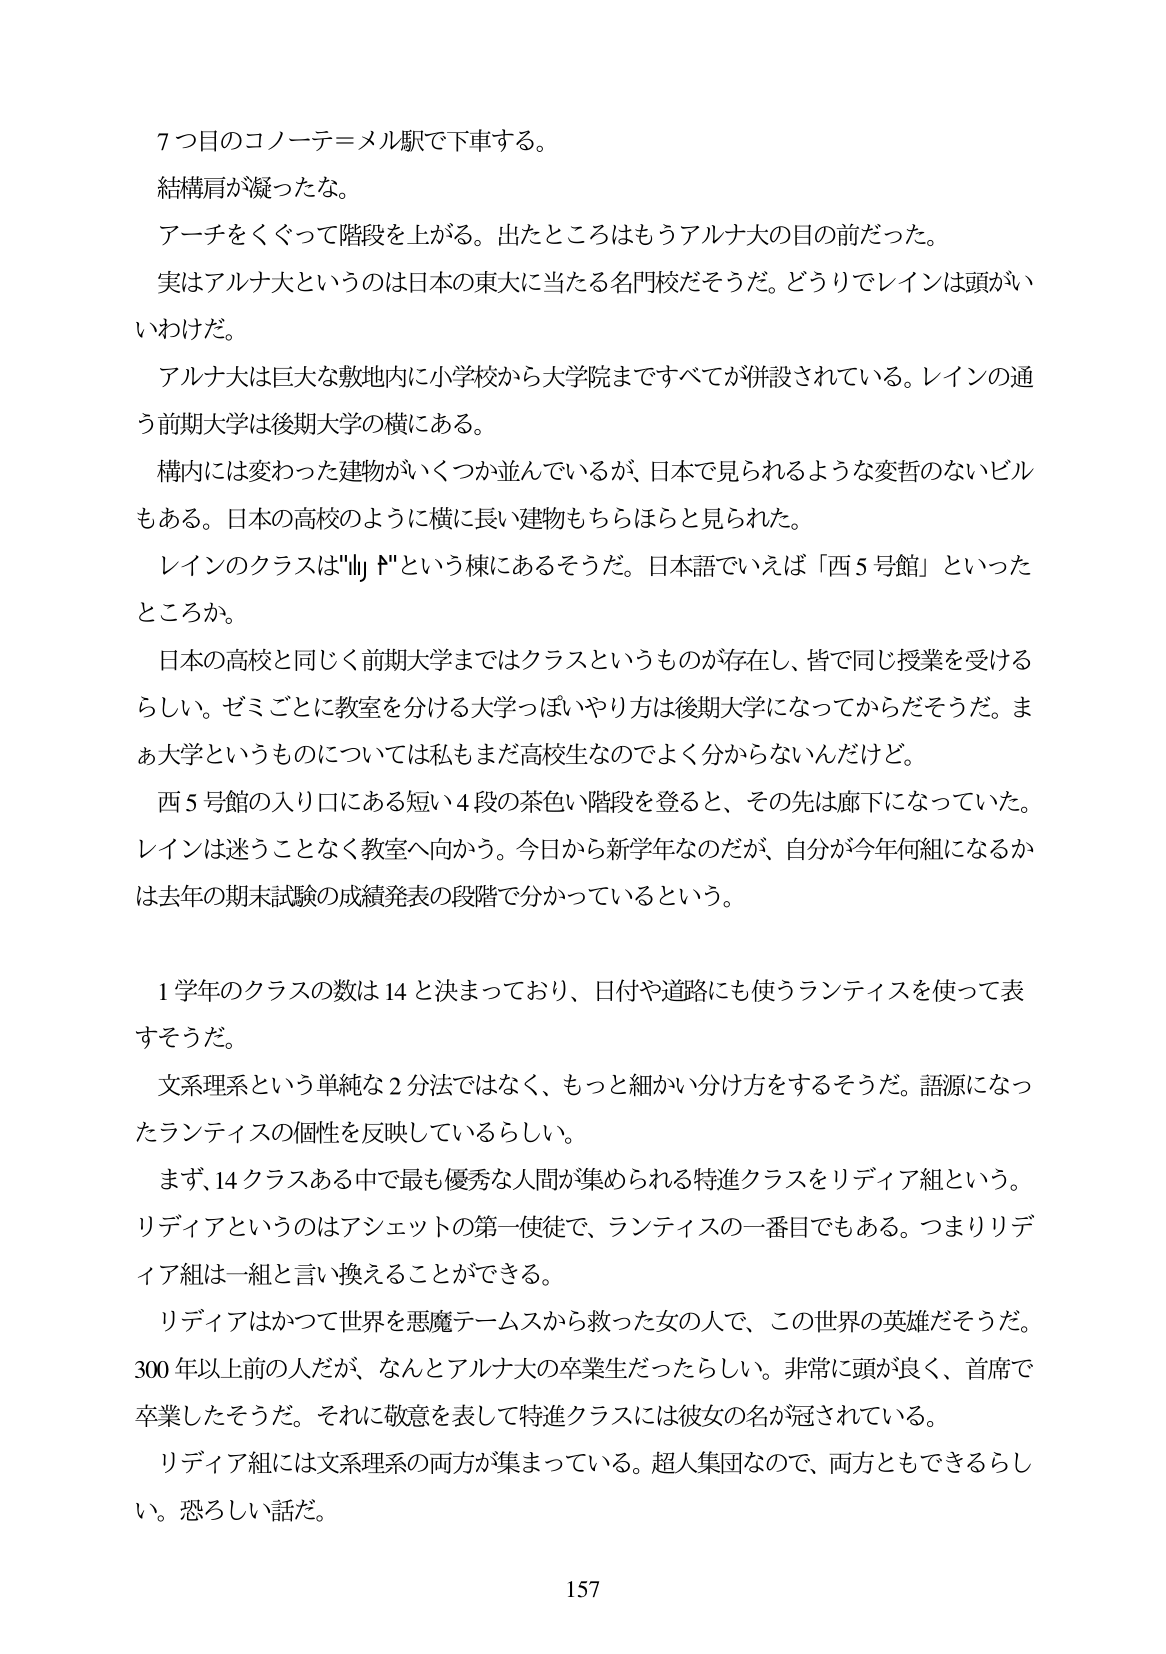 7つ目のコノーテ＝メル駅で下車する。
結構肩が凝ったな。
アーチをくぐって階段を上がる。出たところはもうアルナ大の目の前だった。
実はアルナ大というのは日本の東大に当たる名門校だそうだ。どうりでレインは頭がい
いわけだ。
アルナ大は巨大な敷地内に小学校から大学院まですべてが併設されている。レインの通
う前期大学は後期大学の横にある。
構内には変わった建物がいくつか並んでいるが、日本で見られるような変哲のないビル
もある。日本の高校のように横に長い建物もちらほらと見られた。
レインのクラスは""という棟にあるそうだ。日本語でいえば「西5号館」といった
ところか。
日本の高校と同じく前期大学まではクラスというものが存在し、皆で同じ授業を受ける
らしい。ゼミごとに教室を分ける大学っぽいやり方は後期大学になってからだそうだ。ま
ぁ大学というものについては私もまだ高校生なのでよく分からないんだけど。
西5号館の入り口にある短い4段の茶色い階段を登ると、その先は廊下になっていた。
レインは迷うことなく教室へ向かう。今日から新学年なのだが、自分が今年何組になるか
は去年の期末試験の成績発表の段階で分かっているという。
1学年のクラスの数は14と決まっており、日付や道路にも使うランティスを使って表
すそうだ。
文系理系という単純な2分法ではなく、もっと細かい分け方をするそうだ。語源になっ
たランティスの個性を反映しているらしい。
まず、14クラスある中で最も優秀な人間が集められる特進クラスをリディア組という。
リディアというのはアシェットの第一使徒で、ランティスの一番目でもある。つまりリデ
ィア組は一組と言い換えることができる。
リディアはかつて世界を悪魔テームスから救った女の人で、この世界の英雄だそうだ。
300年以上前の人だが、なんとアルナ大の卒業生だったらしい。非常に頭が良く、首席で
卒業したそうだ。それに敬意を表して特進クラスには彼女の名が冠されている。
リディア組には文系理系の両方が集まっている。超人集団なので、両方ともできるらし
い。恐ろしい話だ。
157